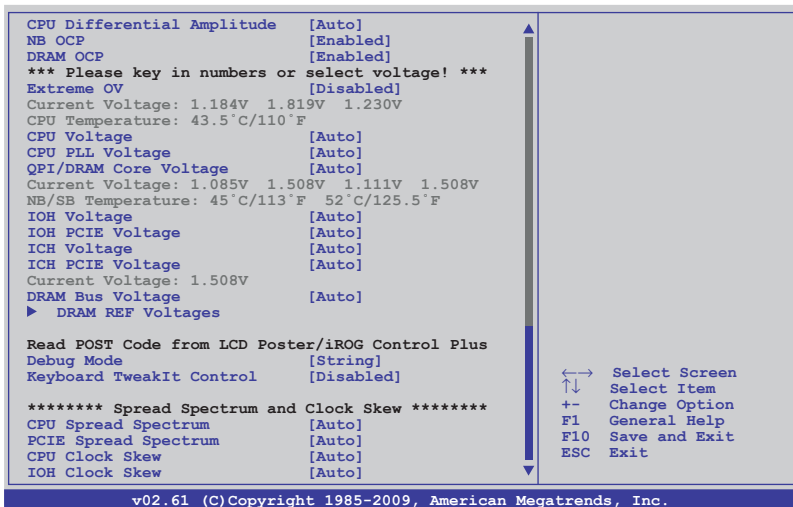 CPU Differential Amplitude [Auto]
NB OCP [Enabled]
DRAM OCP [Enabled]
*** Please key in numbers or select voltage! ***
Extreme OV [Disabled]
Current Voltage: 1.184V 1.819V 1.230V
CPU Temperature: 43.5°C/110°F
CPU Voltage [Auto]
CPU PLL Voltage [Auto]
QPI/DRAM Core Voltage [Auto]
Current Voltage: 1.085V 1.508V 1.111V 1.508V
NB/SB Temperature: 45°C/113°F 52°C/125.5°F
IOH Voltage [Auto]
IOH PCIE Voltage [Auto]
ICH Voltage [Auto]
ICH PCIE Voltage [Auto]
Current Voltage: 1.508V
DRAM Bus Voltage [Auto]
▶ DRAM REF Voltages
Read POST Code from LCD Poster/iROG Control Plus
Debug Mode [String]
Keyboard TweakIt Control [Disabled]
******** Spread Spectrum and Clock Skew ********
CPU Spread Spectrum [Auto]
PCIE Spread Spectrum [Auto]
CPU Clock Skew [Auto]
IOH Clock Skew [Auto]
←→ Select Screen
↑↓ Select Item
+- Change Option
F1 General Help
F10 Save and Exit
ESC Exit
v02.61 (C)Copyright 1985-2009, American Megatrends, Inc.